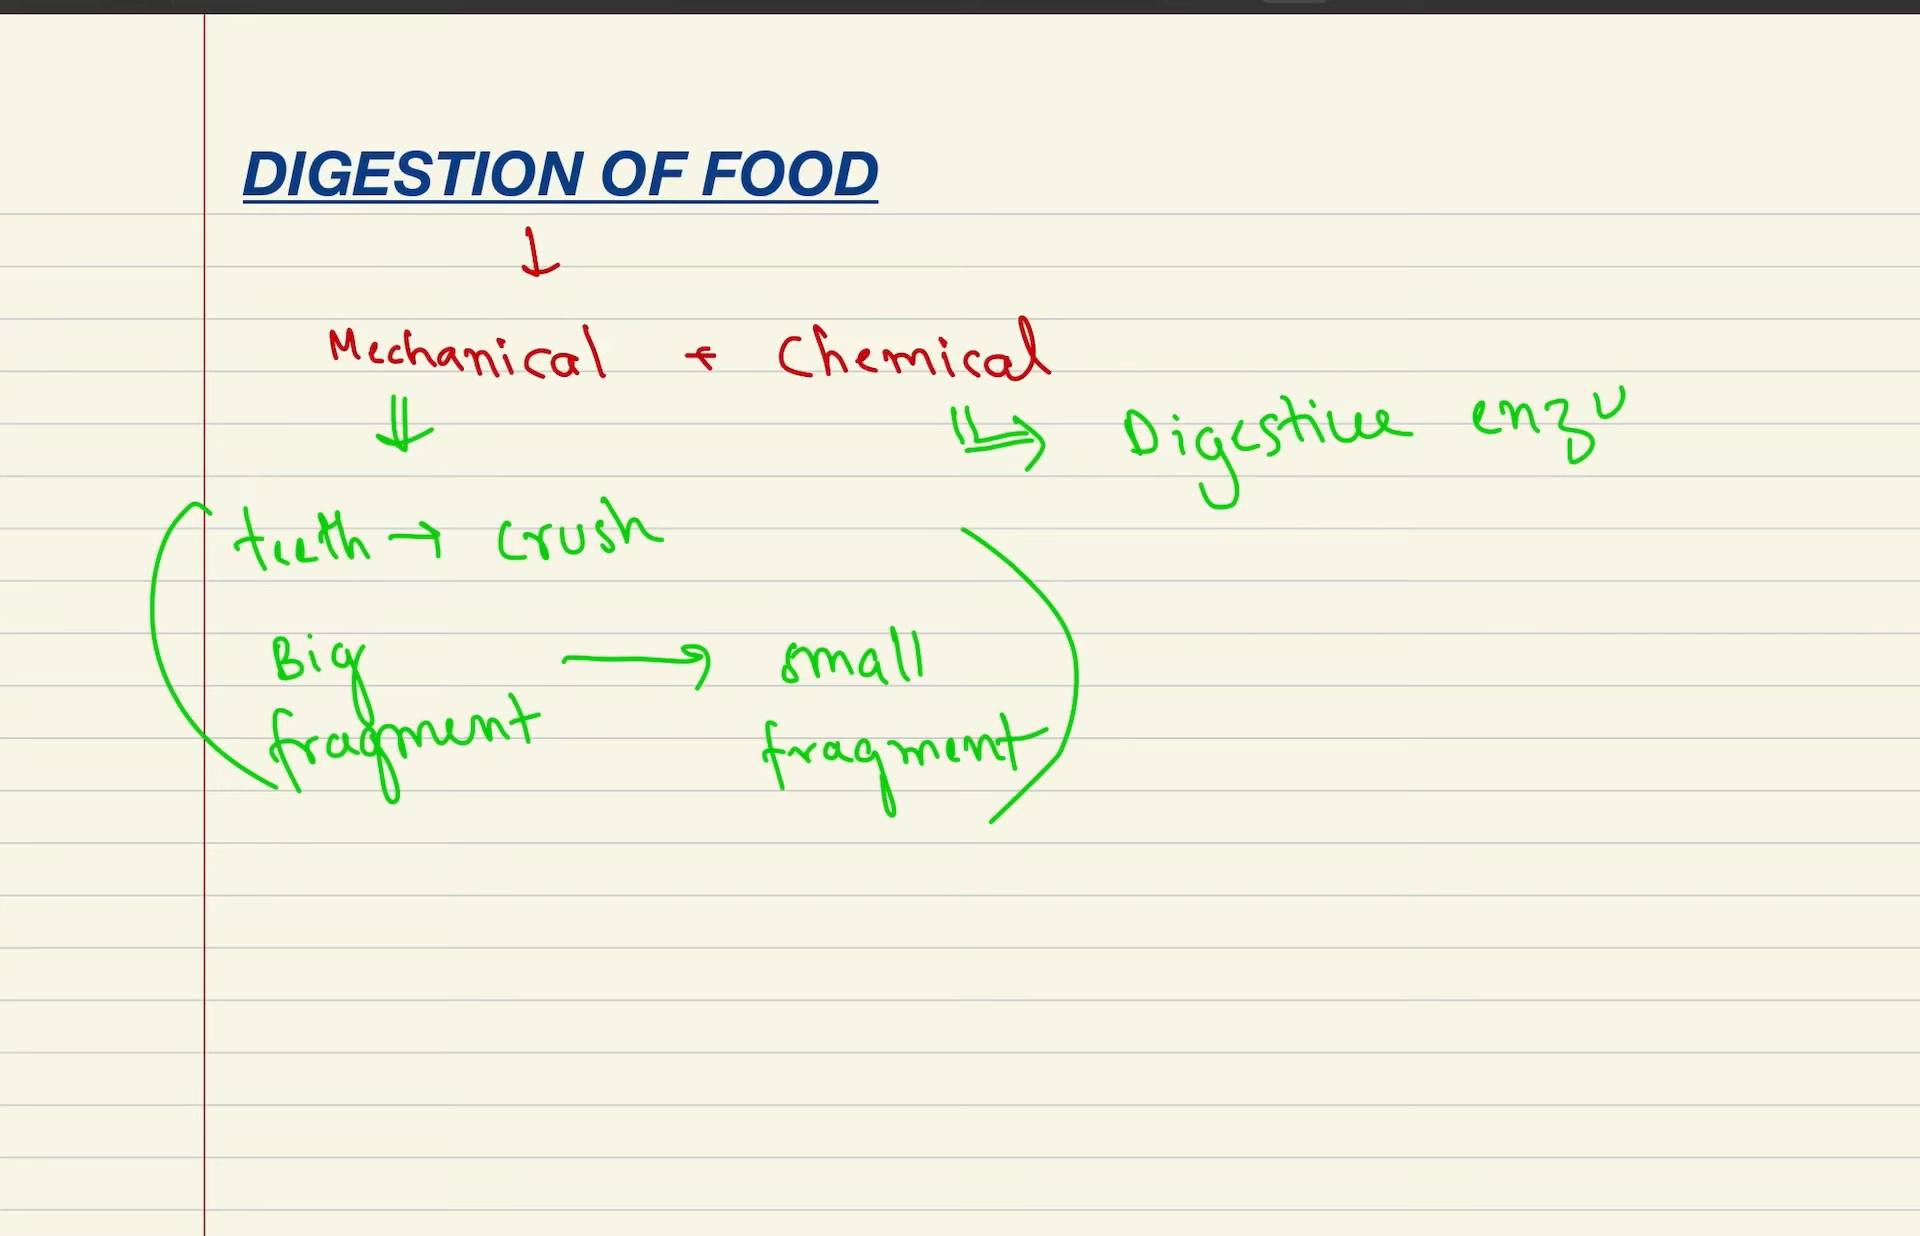 DIGESTION OF FOOD
↓
Mechanical + Chemical
⇓ ⇒ Digestive enzy
teeth → crush
Big → small
fragment fragment